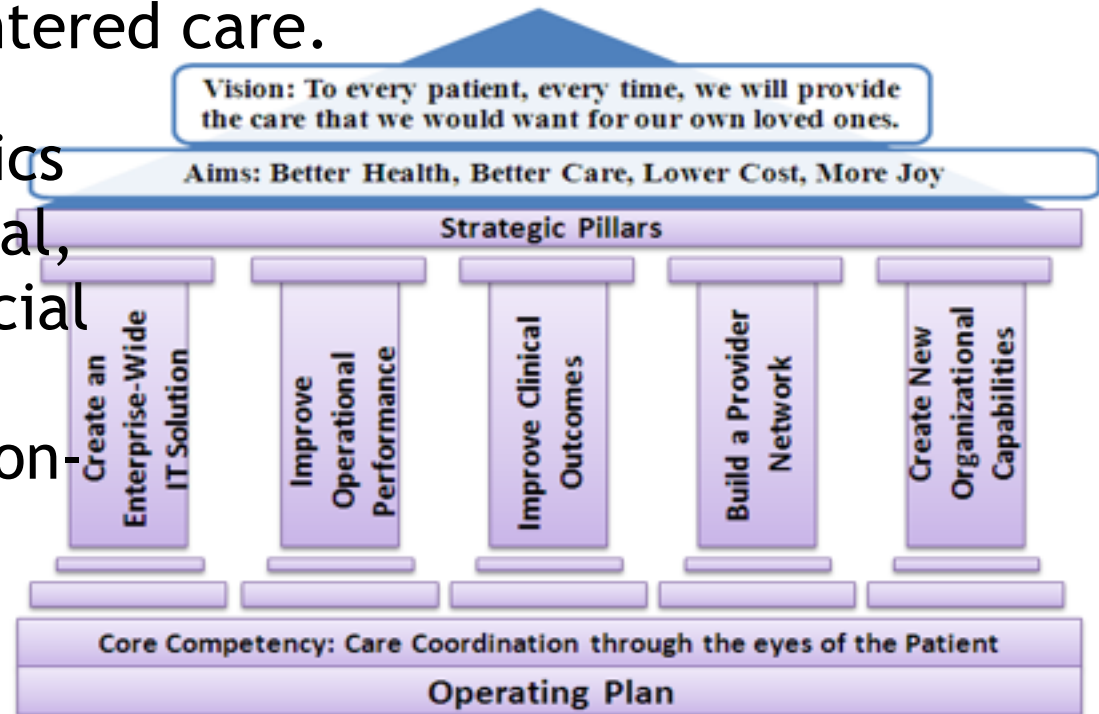 ntered care.
Vision: To every patient, every time, we will provide
the care that we would want for our own loved ones.
ics
Aims: Better Health, Better Care, Lower Cost, More Joy
al,
Strategic Pillars
cial
on-
Create an
Enterprise-Wide
IT Solution
Improve
Operational
Performance
Improve Clinical
Outcomes
Build a Provider
Network
Create New
Organizational
Capabilities
Core Competency: Care Coordination through the eyes of the Patient
Operating Plan